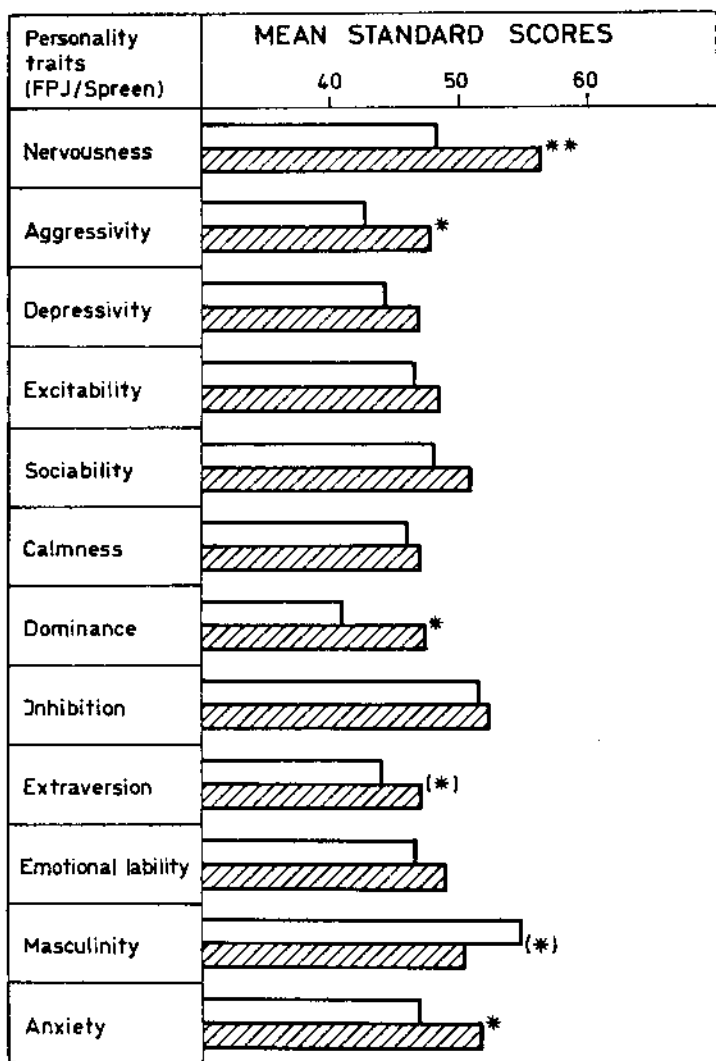 Personality
traits
(FPJ/Spreen)
MEAN STANDARD SCORES
40 50 60
Nervousness **
Aggressivity *
Depressivity
Excitability
Sociability
Calmness
Dominance *
Inhibition
Extraversion (*)
Emotional lability
Masculinity (*)
Anxiety *